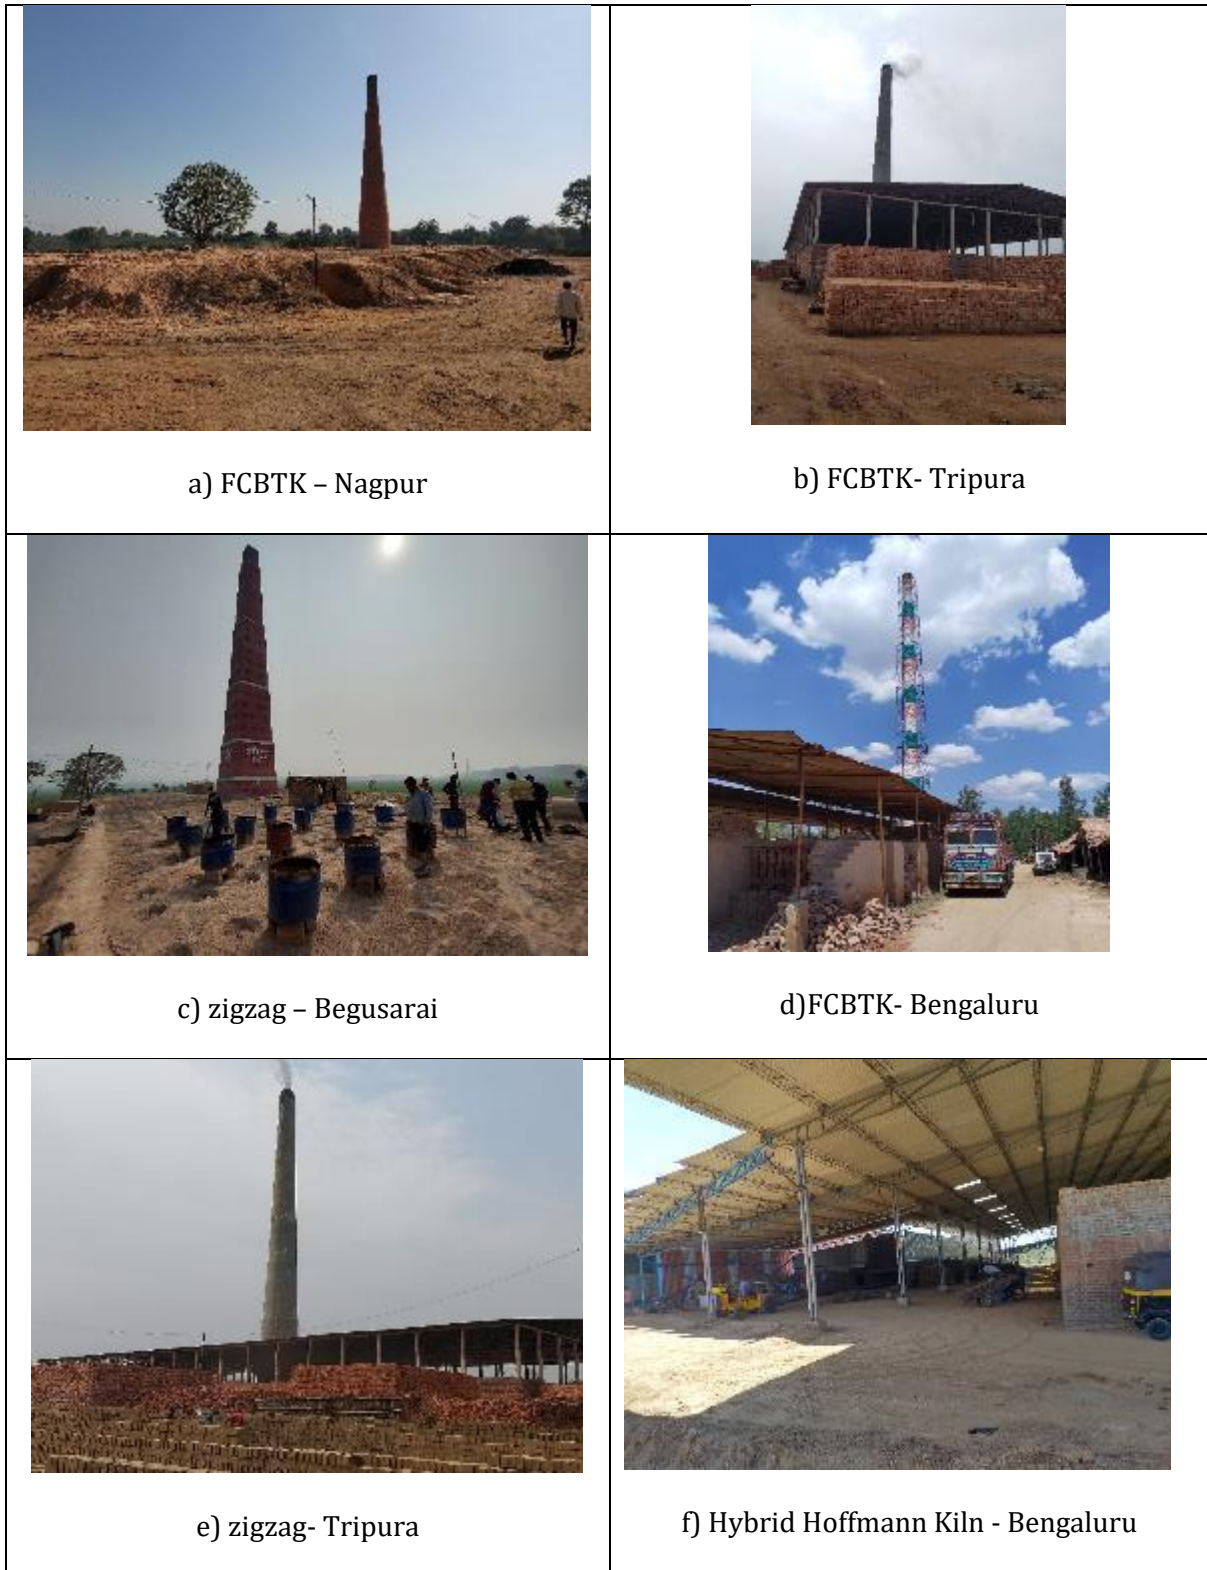 a) FCBTK – Nagpur
b) FCBTK- Tripura
c) zigzag – Begusarai
d)FCBTK- Bengaluru
e) zigzag- Tripura
f) Hybrid Hoffmann Kiln - Bengaluru